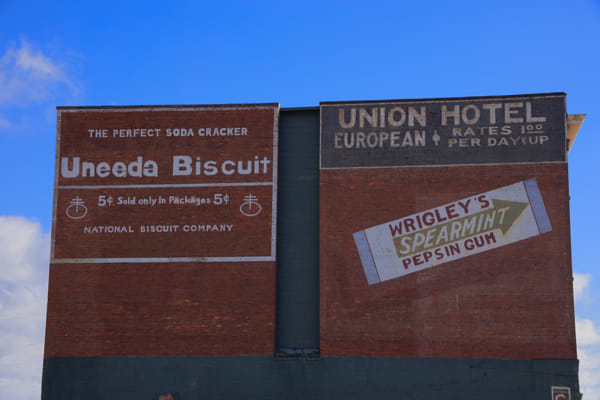 THE PERFECT SODA CRACKER
Uneeda Biscuit
5¢ Sold only In Packages 5¢
NATIONAL BISCUIT COMPANY
UNION HOTEL
EUROPEAN RATES 1.00
PER DAY & UP
WRIGLEY'S
SPEARMINT
PEPSIN GUM
C